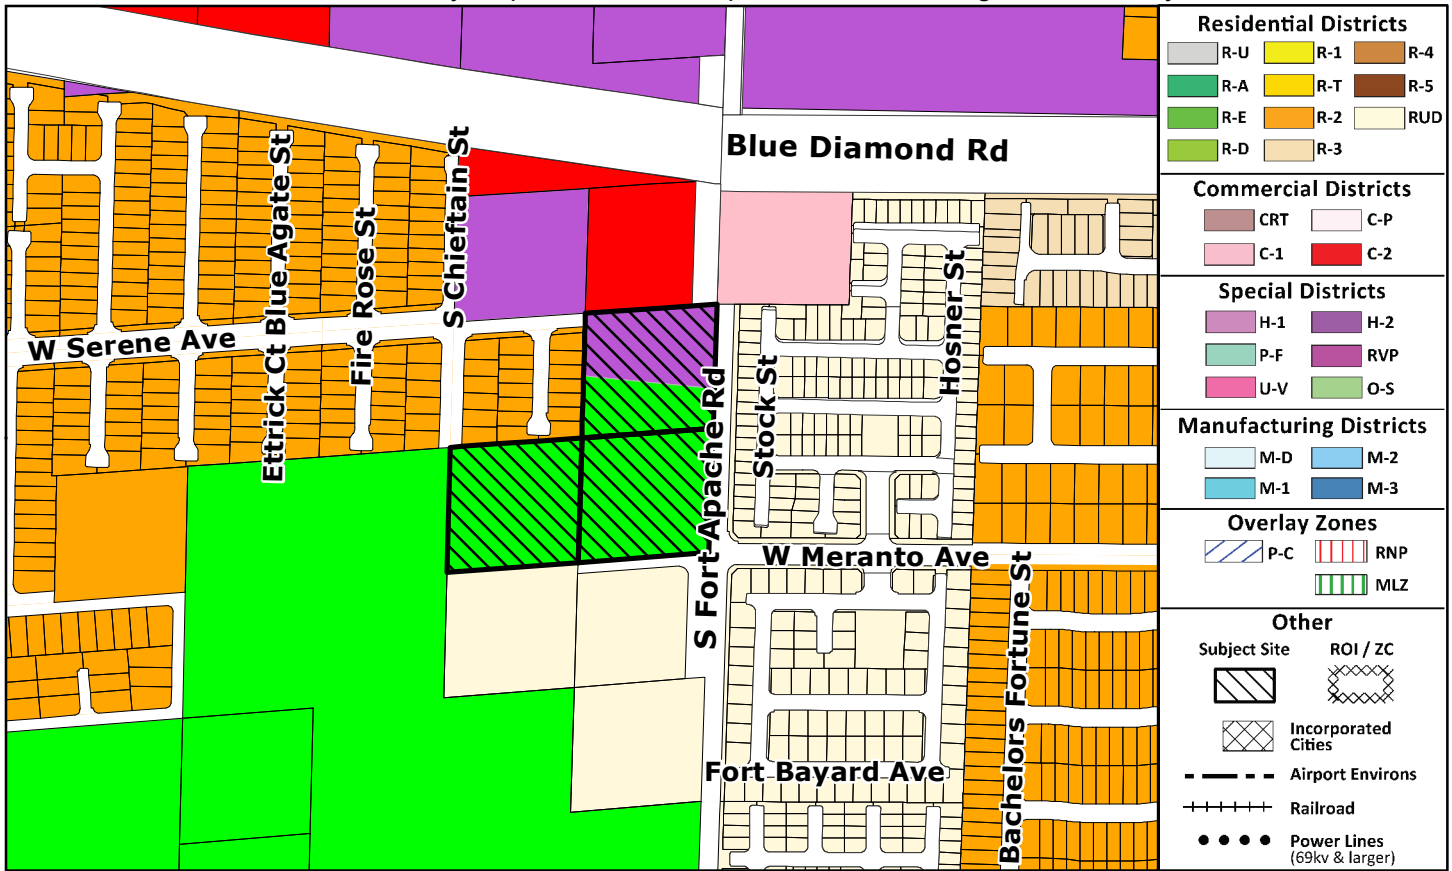 Blue Diamond Rd
Ettrick Ct Blue Agate St
Fire Rose St
S Chieftain St
W Serene Ave
Stock St
Hosner St
S Fort Apache Rd
W Meranto Ave
Bachelors Fortune St
Fort Bayard Ave
Residential Districts
R-U R-1 R-4
R-A R-T R-5
R-E R-2 RUD
R-D R-3
Commercial Districts
CRT C-P
C-1 C-2
Special Districts
H-1 H-2
P-F RVP
U-V O-S
Manufacturing Districts
M-D M-2
M-1 M-3
Overlay Zones
P-C RNP
MLZ
Other
Subject Site ROI / ZC
Incorporated
Cities
Airport Environs
Railroad
Power Lines
(69kv & larger)